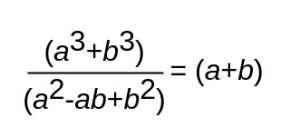 (a³+b³)
(a²-ab+b²) = (a+b)